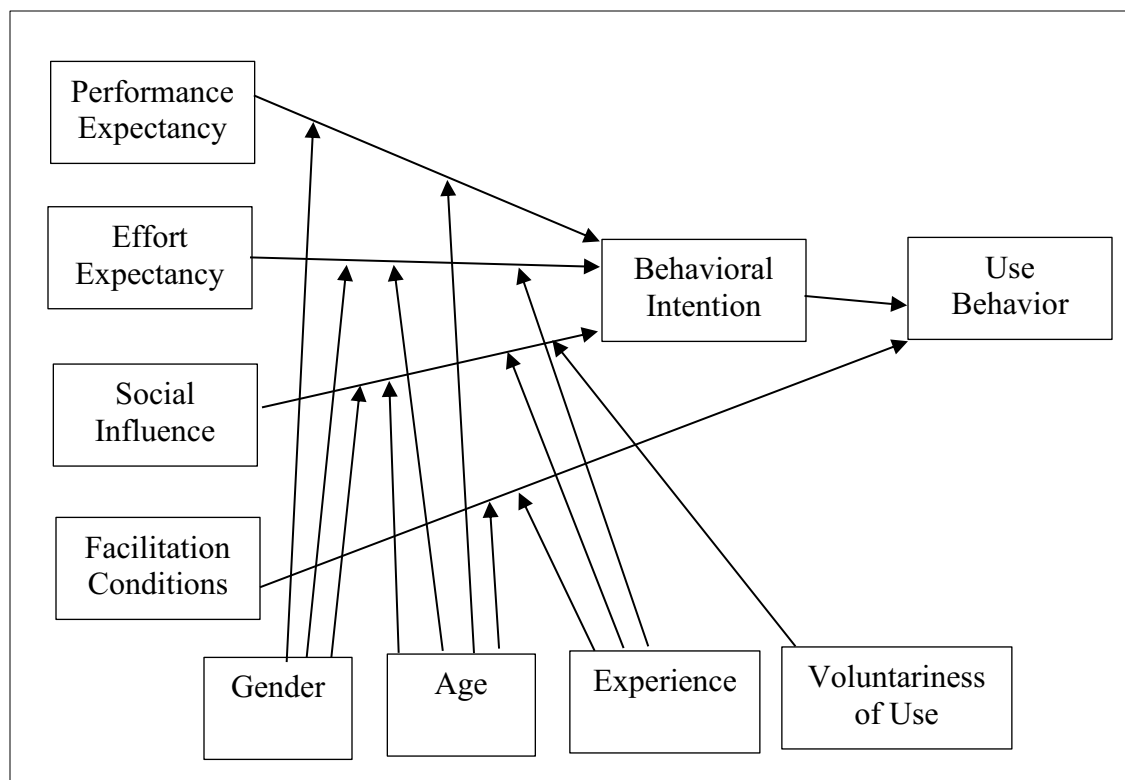 Performance
Expectancy
Effort
Expectancy
Behavioral
Intention
Use
Behavior
Social
Influence
Facilitation
Conditions
Gender
Age
Experience
Voluntariness
of Use